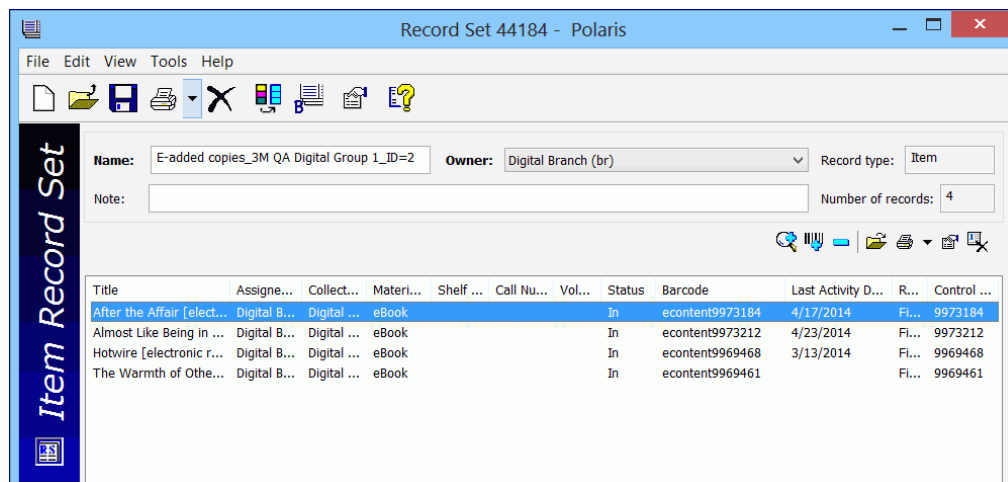 Record Set 44184 - Polaris
File Edit View Tools Help
Item Record Set
Name: E-added copies_3M QA Digital Group 1_ID=2 Owner: Digital Branch (br) Record type: Item
Note: Number of records: 4
Title Assigne... Collect... Materi... Shelf ... Call Nu... Vol... Status Barcode Last Activity D... R... Control ...
After the Affair [elect... Digital B... Digital ... eBook In econtent9973184 4/17/2014 Fi... 9973184
Almost Like Being in ... Digital B... Digital ... eBook In econtent9973212 4/23/2014 Fi... 9973212
Hotwire [electronic r... Digital B... Digital ... eBook In econtent9969468 3/13/2014 Fi... 9969468
The Warmth of Othe... Digital B... Digital ... eBook In econtent9969461 Fi... 9969461